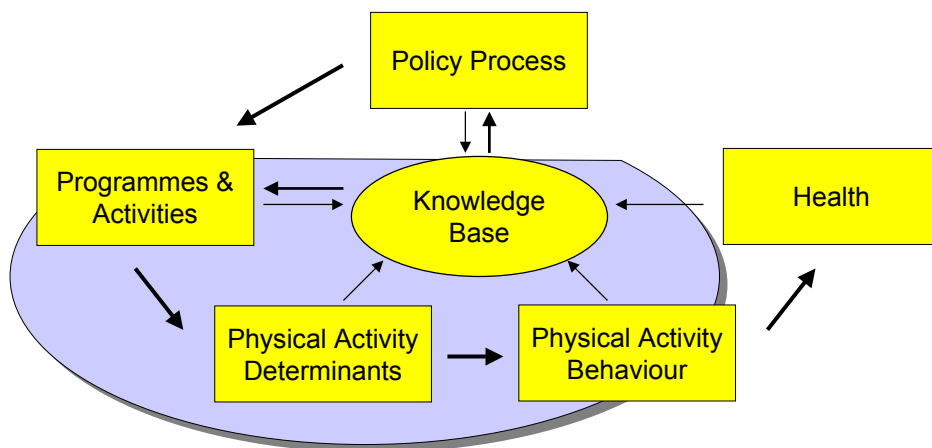 Policy Process
Programmes &
Activities
Knowledge
Base
Health
Physical Activity
Determinants
Physical Activity
Behaviour